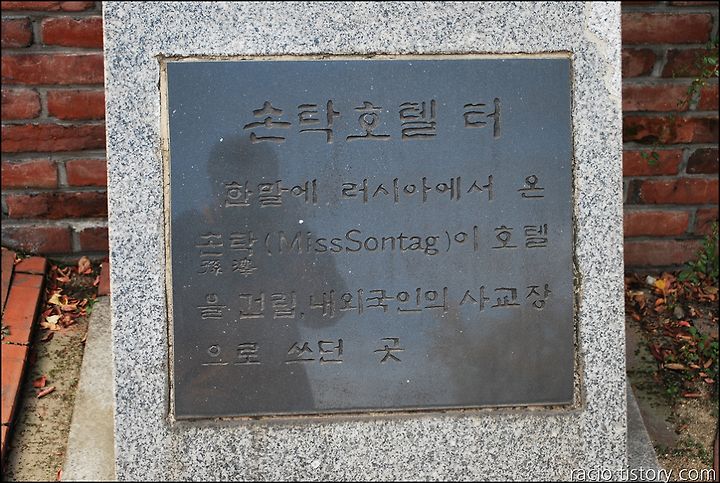 손탁호텔 터
한말에 러시아에서 온
손탁(MissSontag)이 호텔
孫澤
을 건립, 내외국인의 사교장
으로 쓰던 곳
racio.tistory.com